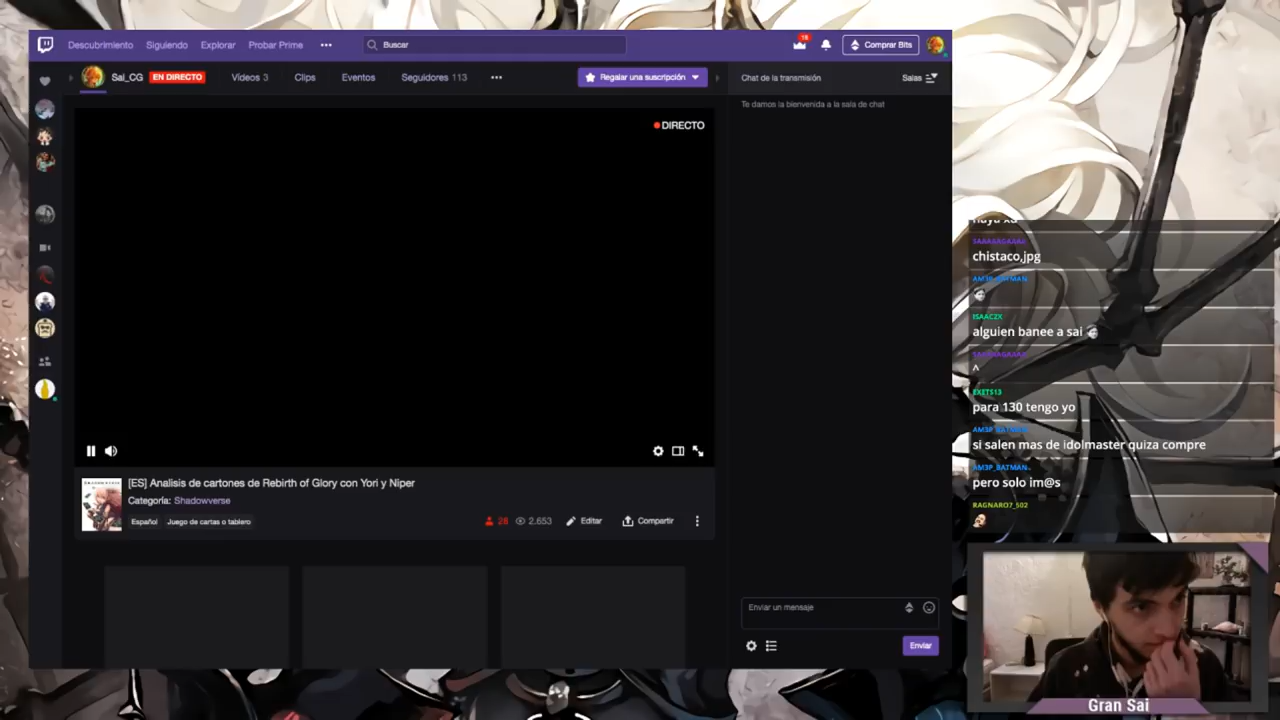 Descubrimiento
Siguiendo
Explorar
Probar Prime
Buscar
Comprar Bits
Sai_CG
EN DIRECTO
Vídeos 3
Clips
Eventos
Seguidores 113
Regalar una suscripción
Chat de la transmisión
Salas
Te damos la bienvenida a la sala de chat
DIRECTO
[ES] Analisis de cartones de Rebirth of Glory con Yori y Niper
Categoría: Shadowverse
Español
Juego de cartas o tablero
28
2.653
Editar
Compartir
Enviar un mensaje
Enviar
chistaco.jpg
ISAACZX
alguien banee a sai
^
EXETS13
para 130 tengo yo
si salen mas de idolmaster quiza compre
pero solo im@s
RAGNARO7_502
Gran Sai